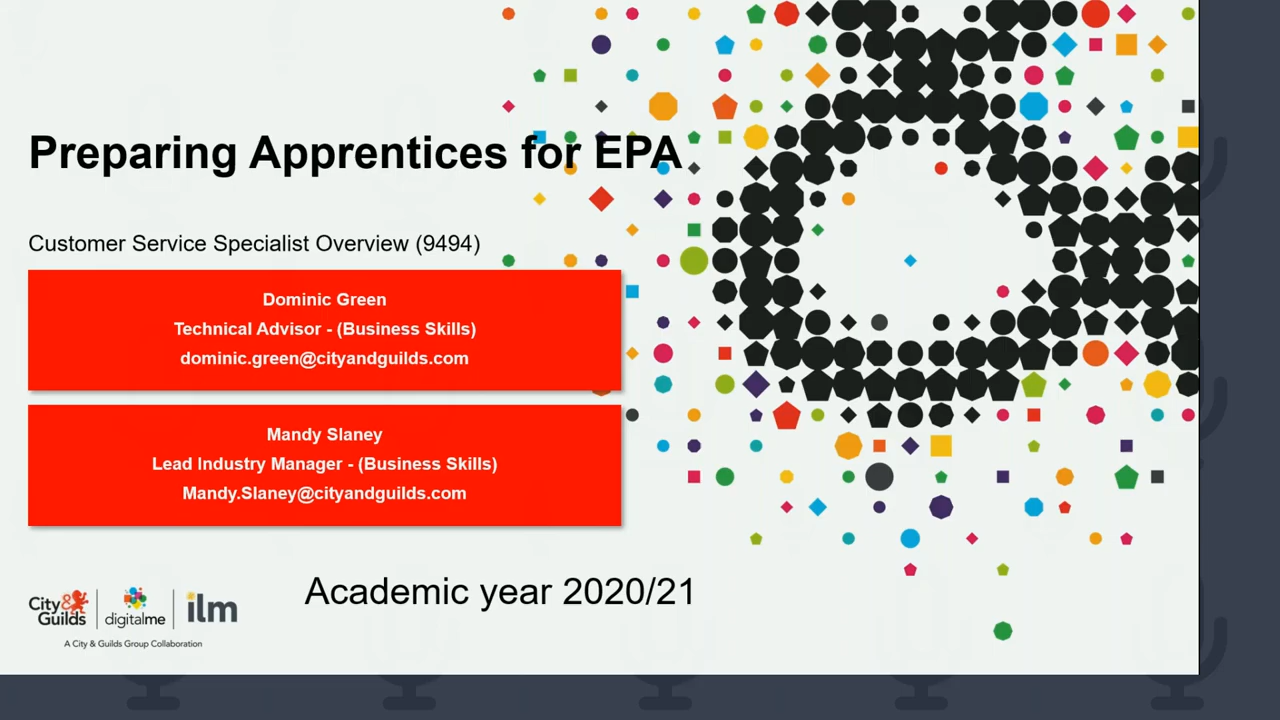 Preparing Apprentices for EPA
Customer Service Specialist Overview (9494)
Dominic Green
Technical Advisor - (Business Skills)
dominic.green@cityandguilds.com
Mandy Slaney
Lead Industry Manager - (Business Skills)
Mandy.Slaney@cityandguilds.com
Academic year 2020/21
City&
Guilds
digitalme
ilm
A City & Guilds Group Collaboration